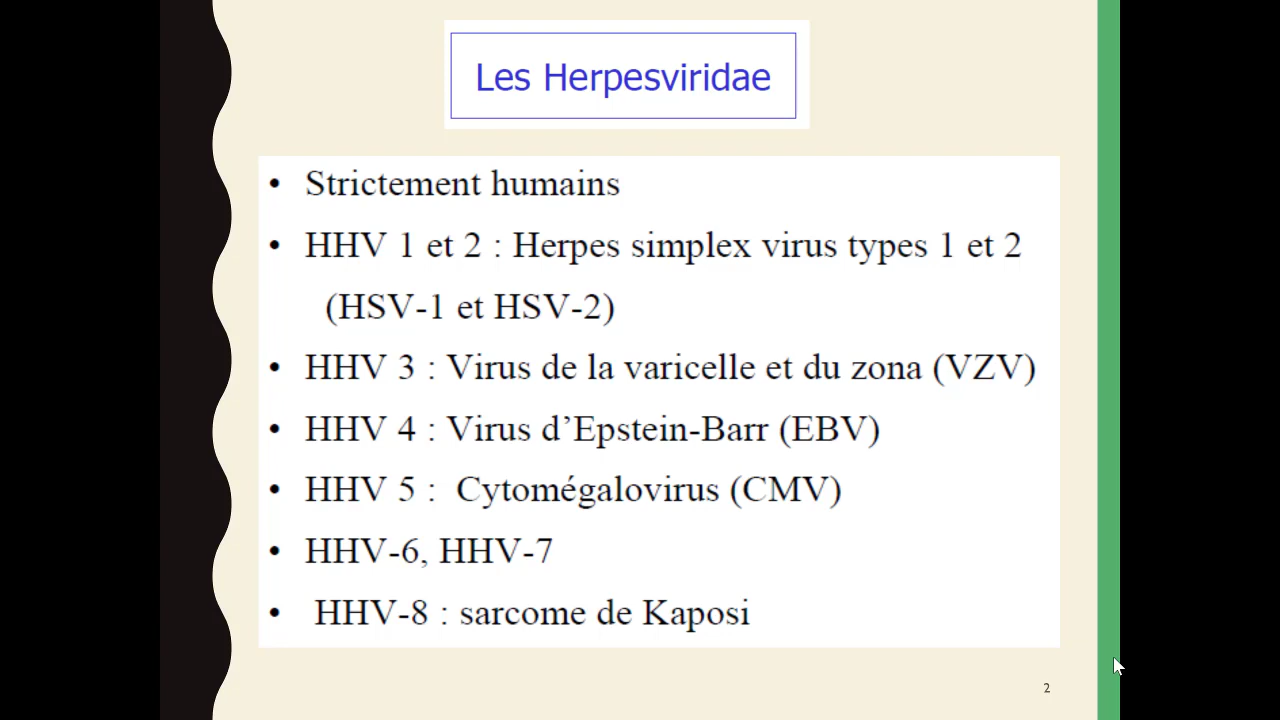 Les Herpesviridae
• Strictement humains
• HHV 1 et 2 : Herpes simplex virus types 1 et 2
(HSV-1 et HSV-2)
• HHV 3 : Virus de la varicelle et du zona (VZV)
• HHV 4 : Virus d’Epstein-Barr (EBV)
• HHV 5 : Cytomégalovirus (CMV)
• HHV-6, HHV-7
• HHV-8 : sarcome de Kaposi
2